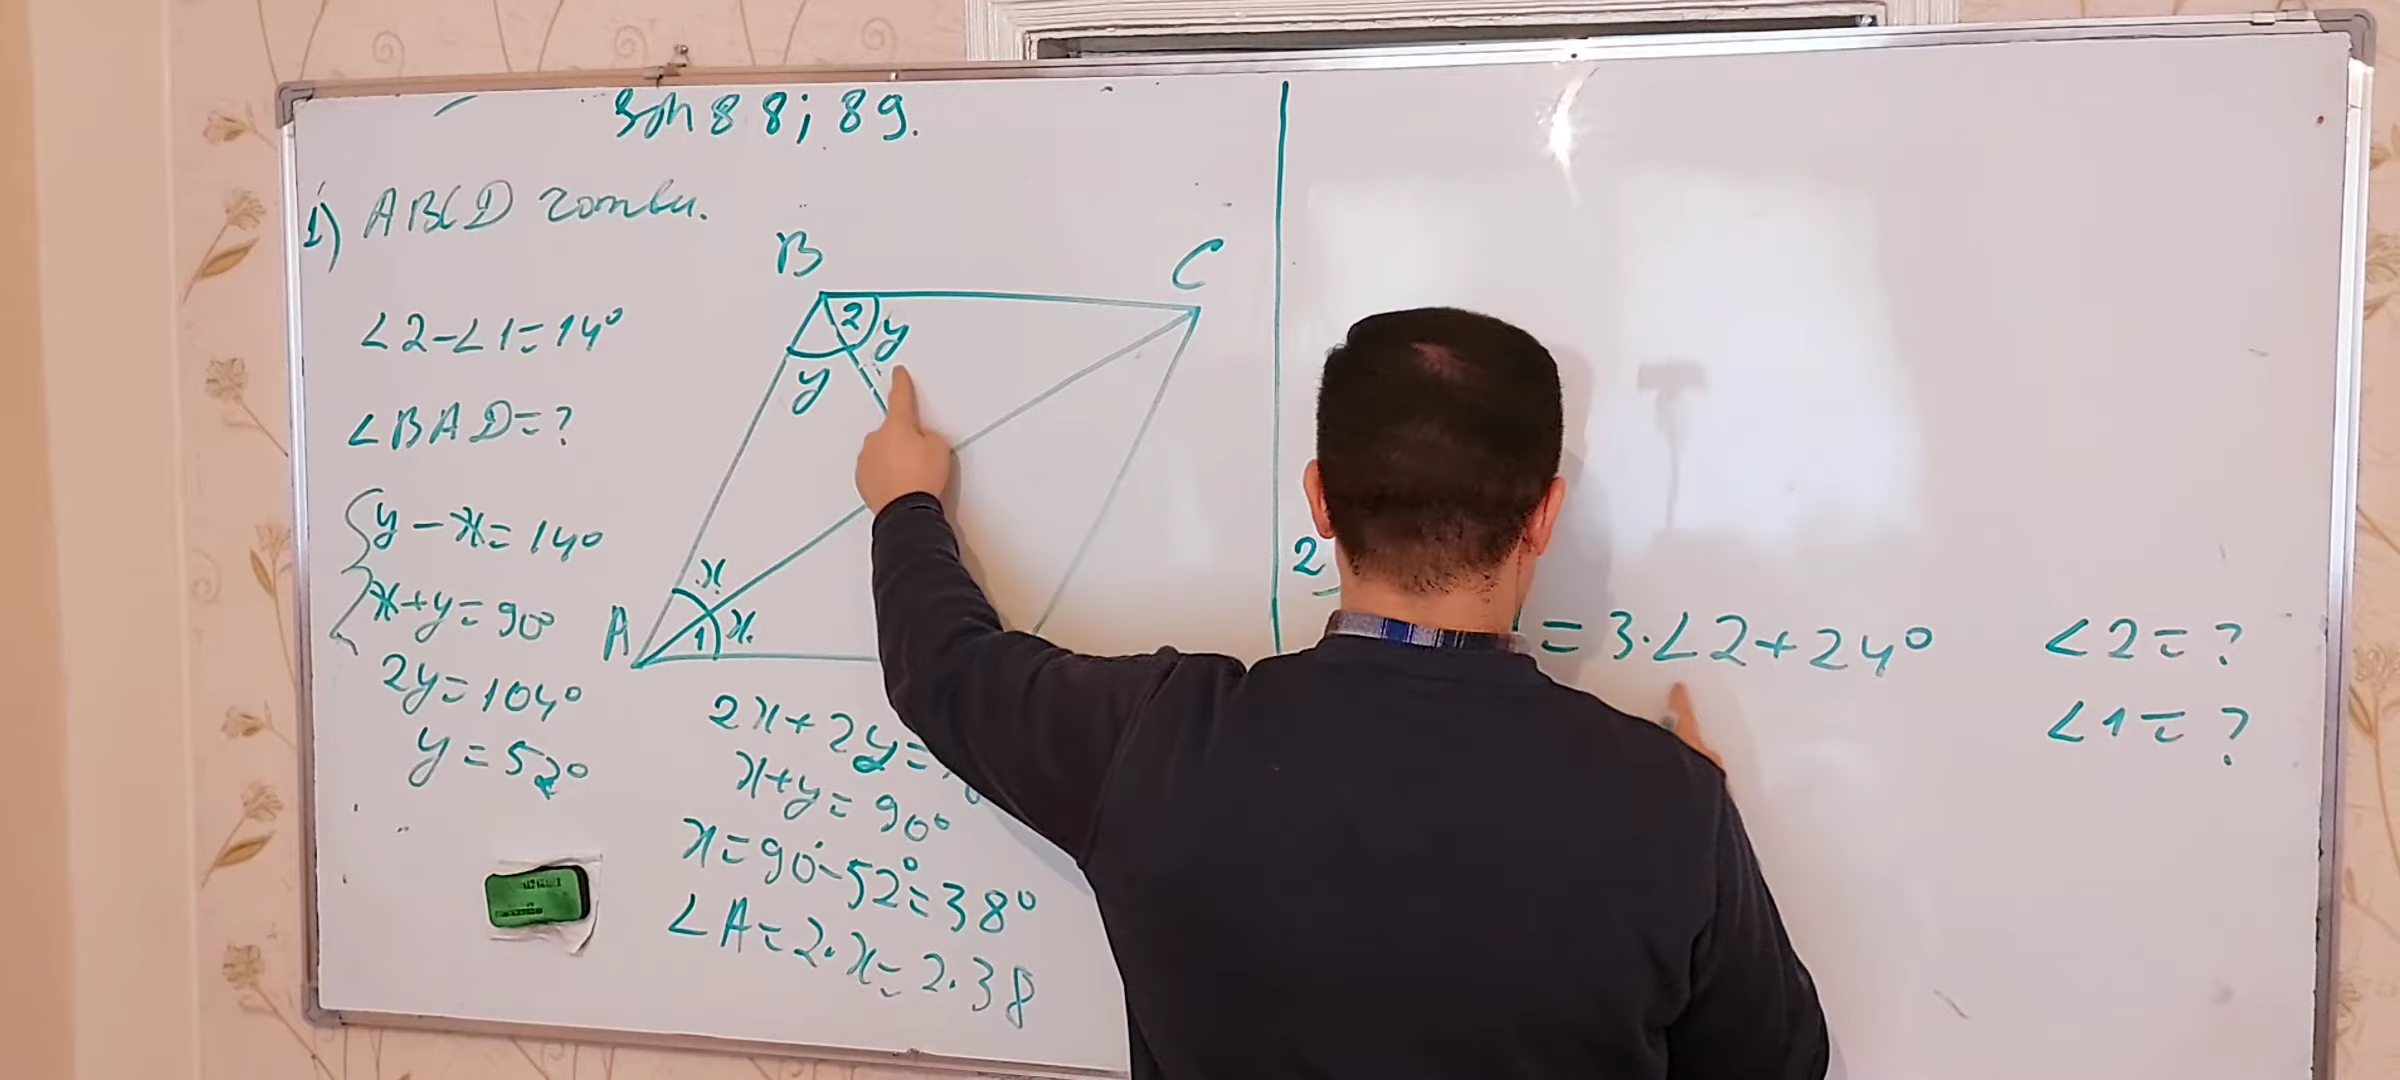 88; 89.
1) ABCD ромби.
∠2-∠1=14°
∠BAD=?
y-x=14°
x+y=90°
2y=104°
y=52°
B
C
2
y
y
x
A
1
x
2x+2y=
x+y=90°
x=90°-52°=38°
∠A=2·x=2·38
2
=3·∠2+24°
∠2=?
∠1=?